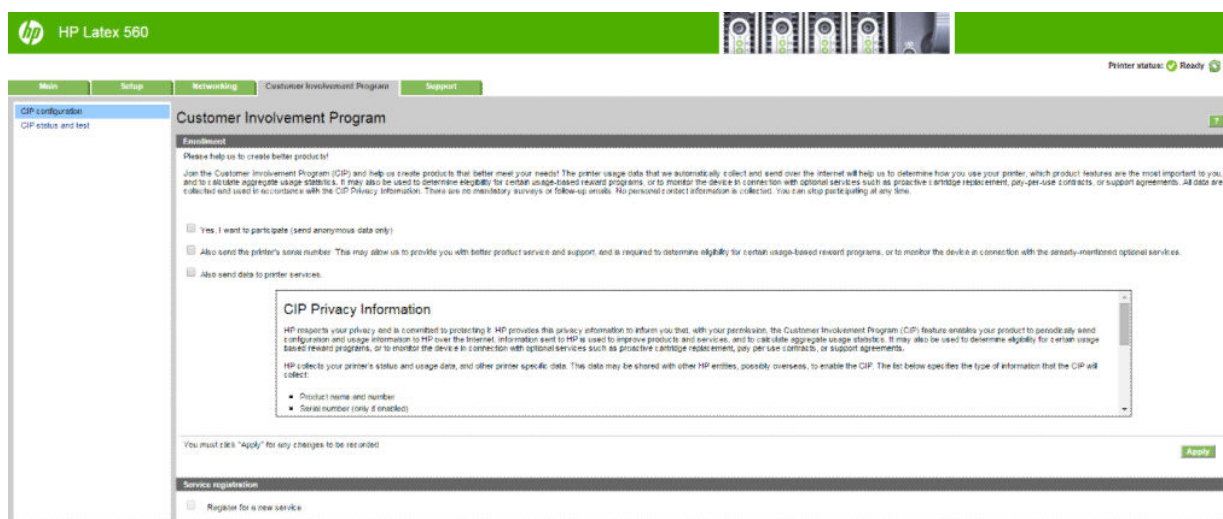 hp HP Latex 560
Printer status: Ready
Main Setup Networking Customer Involvement Program Support
CIP configuration
CIP status and test
Customer Involvement Program
?
Enrollment
Please help us to create better products!
Join the Customer Involvement Program (CIP) and help us create products that better meet your needs! The printer usage data that we automatically collect and send over the internet will help us to determine how you use your printer, which product features are the most important to you,
and to calculate aggregate usage statistics. It may also be used to determine elegibility for certain usage-based reward programs, or to monitor the device in connection with optional services such as proactive cartridge replacement, pay-per-use contracts, or support agreements. All data are
collected and used in accordance with the CIP Privacy Information. There are no mandatory surveys or follow-up emails. No personal contact information is collected. You can stop participating at any time.
Yes, I want to participate (send anonymous data only)
Also send the printer's serial number. This may allow us to provide you with better product service and support, and is required to determine eligibility for certain usage-based reward programs, or to monitor the device in connection with the already-mentioned optional services.
Also send data to printer services.
CIP Privacy Information
HP respects your privacy and is committed to protecting it. HP provides this privacy information to inform you that, with your permission, the Customer Involvement Program (CIP) feature enables your product to periodically send
configuration and usage information to HP over the Internet. Information sent to HP is used to improve products and services, and to calculate aggregate usage statistics. It may also be used to determine eligibility for certain usage
based reward programs, or to monitor the device in connection with optional services such as proactive cartridge replacement, pay per use contracts, or support agreements.
HP collects your printer's status and usage data, and other printer specific data. This data may be shared with other HP entities, possibly overseas, to enable the CIP. The list below specifies the type of information that the CIP will
collect:
Product name and number
Serial number (only if enabled)
You must click "Apply" for any changes to be recorded
Apply
Service registration
Register for a new service